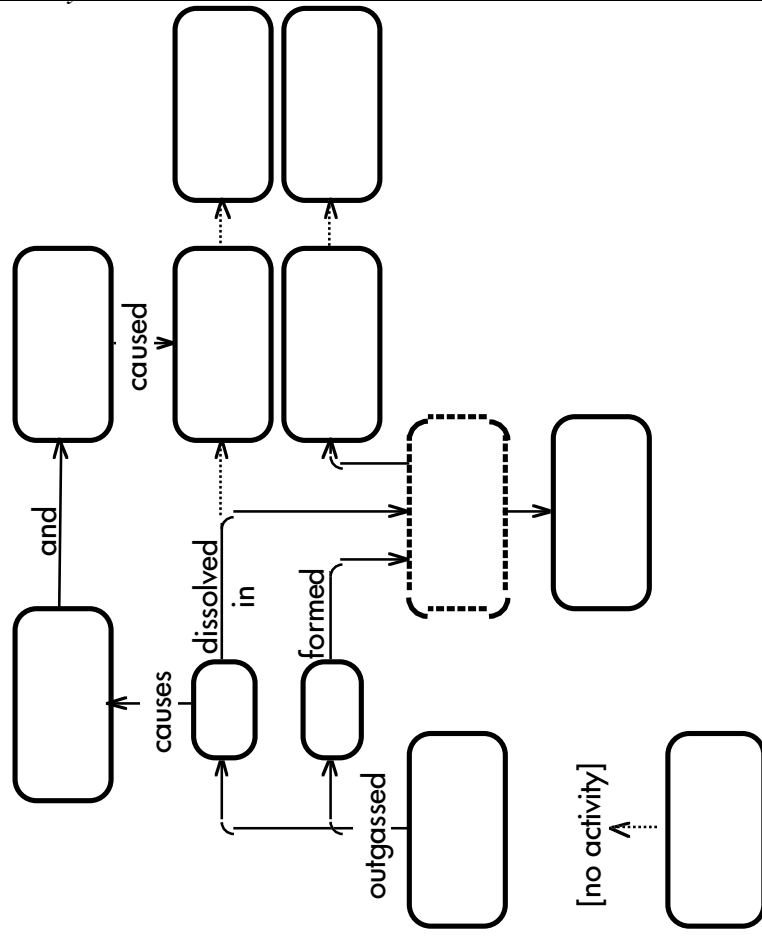 caused
and
dissolved
in
formed
causes
outgassed
[no activity]